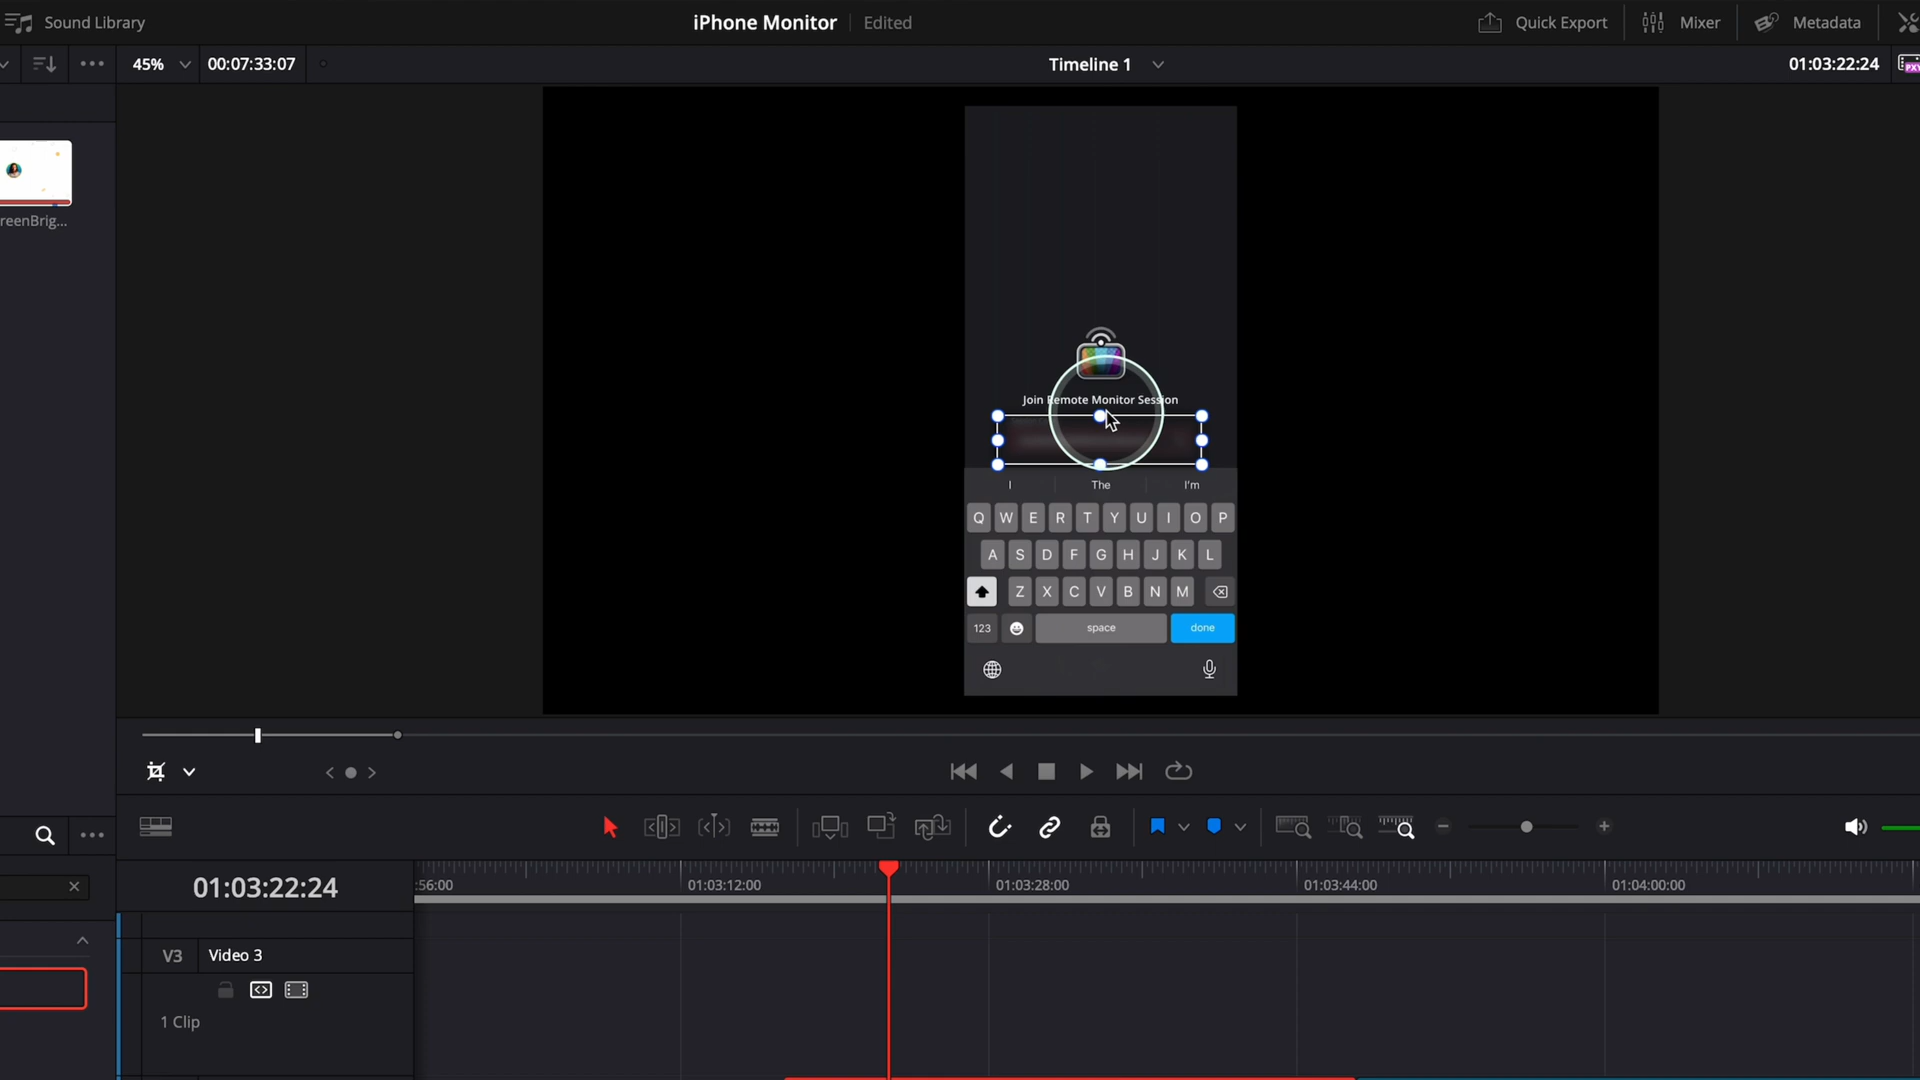 Sound Library
iPhone Monitor
Edited
Quick Export
Mixer
Metadata
45%
00:07:33:07
Timeline 1
01:03:22:24
PXY
reenBrig...
Join Remote Monitor Session
I The I'm
Q W E R T Y U I O P
A S D F G H J K L
Z X C V B N M
123 space done
01:03:22:24
:56:00
01:03:12:00
01:03:28:00
01:03:44:00
01:04:00:00
V3 Video 3
1 Clip